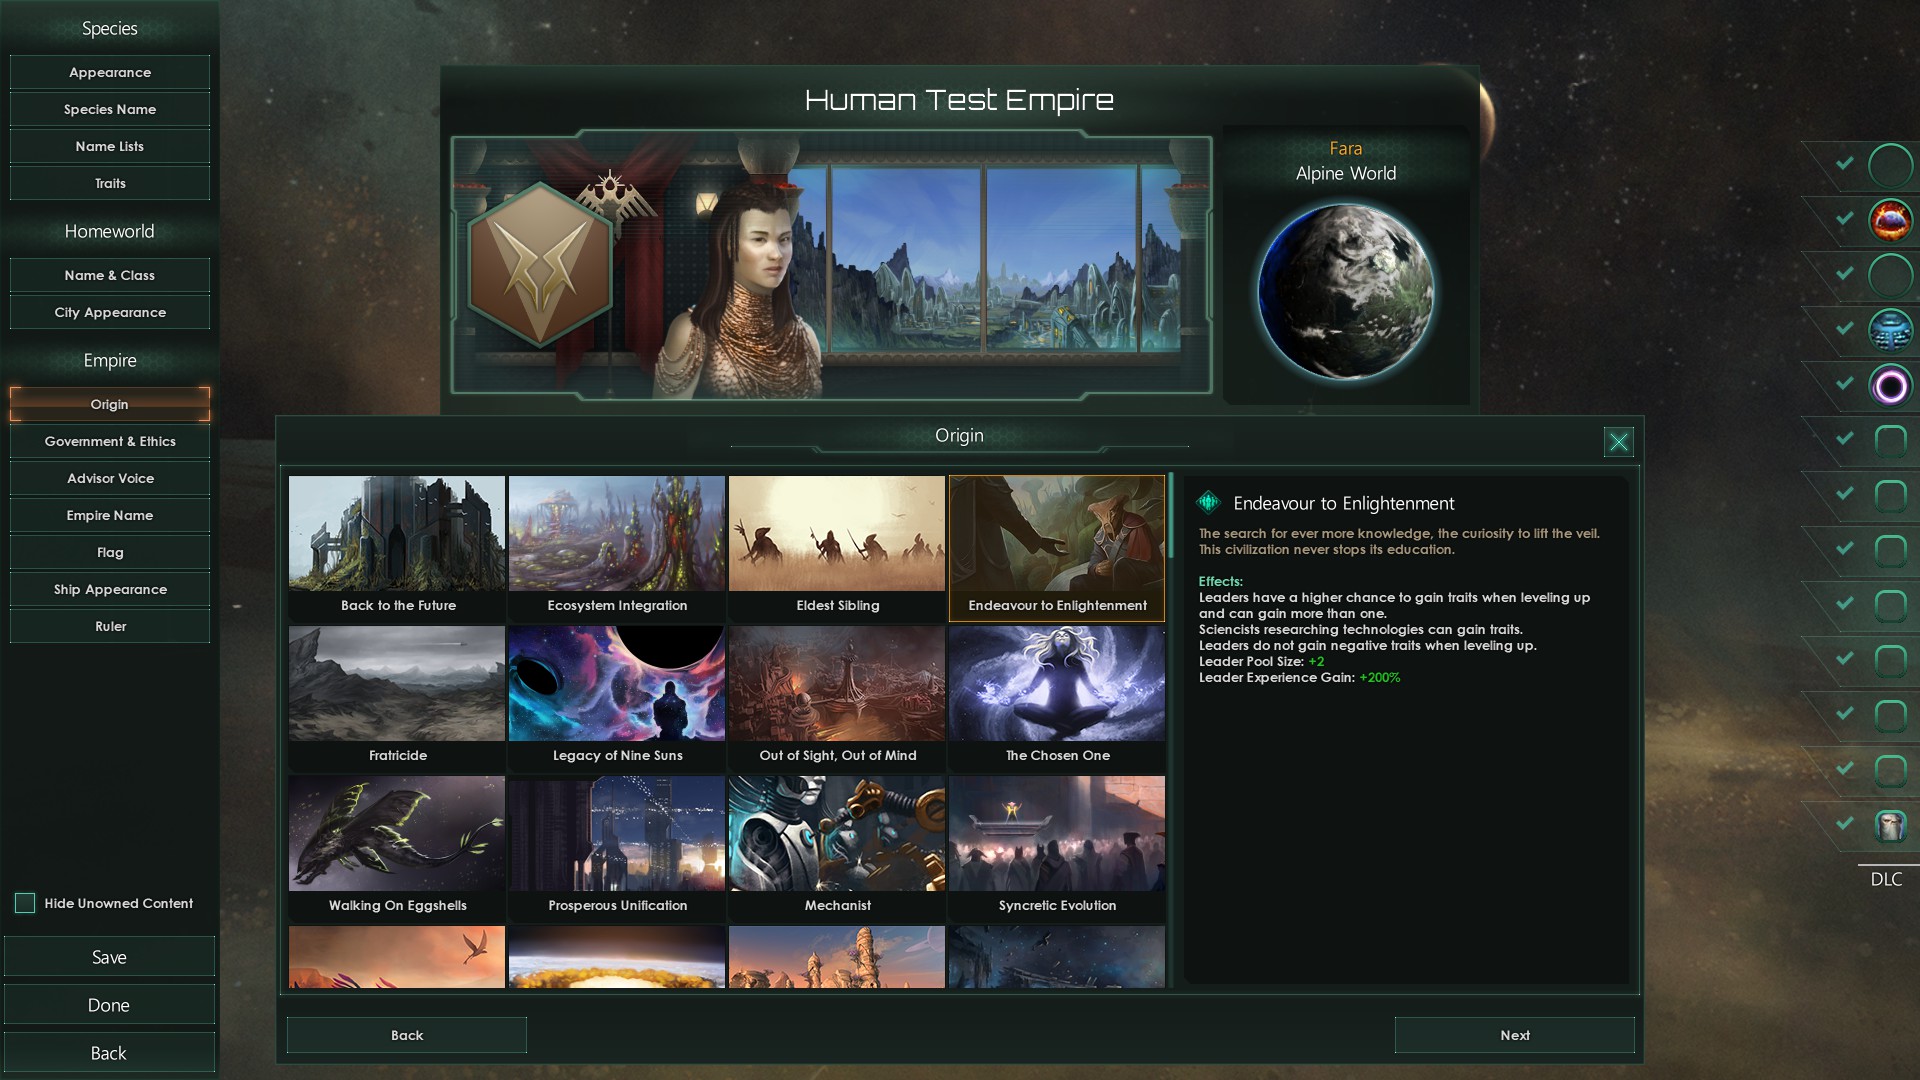 Species
Appearance
Species Name
Name Lists
Traits
Homeworld
Name & Class
City Appearance
Empire
Origin
Government & Ethics
Advisor Voice
Empire Name
Flag
Ship Appearance
Ruler
Hide Unowned Content
Save
Done
Back
Human Test Empire
Fara
Alpine World
Origin
Back to the Future
Ecosystem Integration
Eldest Sibling
Endeavour to Enlightenment
Fratricide
Legacy of Nine Suns
Out of Sight, Out of Mind
The Chosen One
Walking On Eggshells
Prosperous Unification
Mechanist
Syncretic Evolution
Endeavour to Enlightenment
The search for ever more knowledge, the curiosity to lift the veil.
This civilization never stops its education.
Effects:
Leaders have a higher chance to gain traits when leveling up
and can gain more than one.
Sciencists researching technologies can gain traits.
Leaders do not gain negative traits when leveling up.
Leader Pool Size: +2
Leader Experience Gain: +200%
Back
Next
DLC